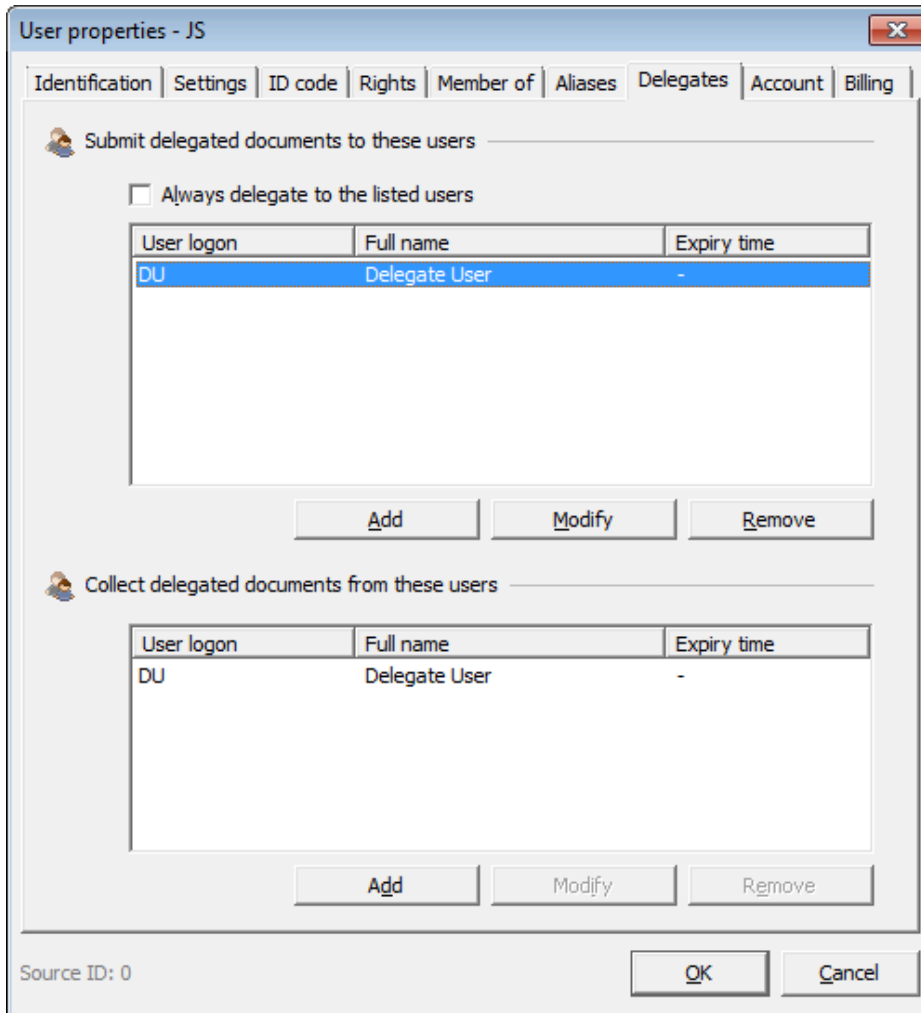 User properties - JS
Identification Settings ID code Rights Member of Aliases Delegates Account Billing
Submit delegated documents to these users
Always delegate to the listed users
User logon Full name Expiry time
DU Delegate User -
Add Modify Remove
Collect delegated documents from these users
User logon Full name Expiry time
DU Delegate User -
Add Modify Remove
Source ID: 0 OK Cancel